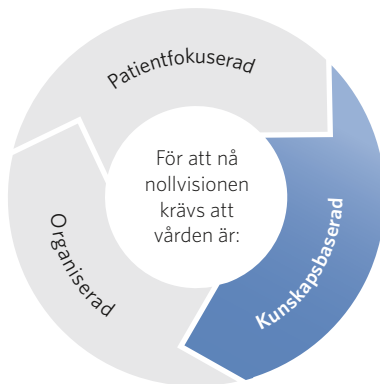 Patientfokuserad
För att nå
nollvisionen
krävs att
vården är:
Kunskapsbaserad
Organiserad